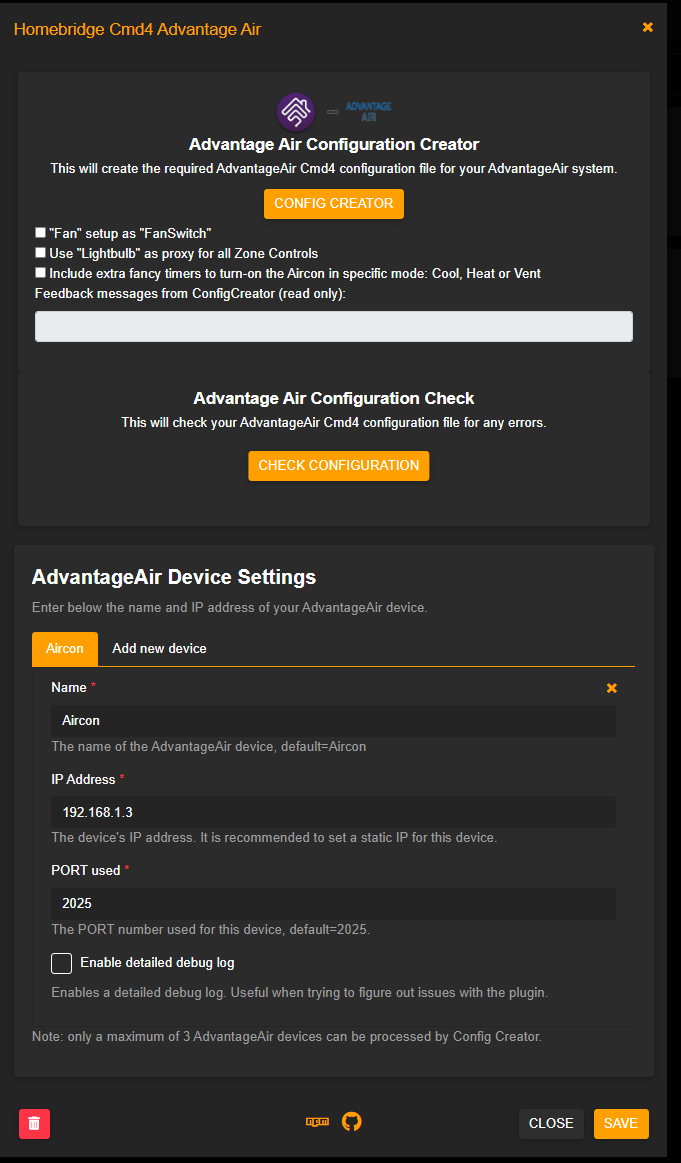 Homebridge Cmd4 Advantage Air
ADVANTAGE
AIR
Advantage Air Configuration Creator
This will create the required AdvantageAir Cmd4 configuration file for your AdvantageAir system.
CONFIG CREATOR
"Fan" setup as "FanSwitch"
Use "Lightbulb" as proxy for all Zone Controls
Include extra fancy timers to turn-on the Aircon in specific mode: Cool, Heat or Vent
Feedback messages from ConfigCreator (read only):
Advantage Air Configuration Check
This will check your AdvantageAir Cmd4 configuration file for any errors.
CHECK CONFIGURATION
AdvantageAir Device Settings
Enter below the name and IP address of your AdvantageAir device.
Aircon Add new device
Name *
Aircon
The name of the AdvantageAir device, default=Aircon
IP Address *
192.168.1.3
The device's IP address. It is recommended to set a static IP for this device.
PORT used *
2025
The PORT number used for this device, default=2025.
Enable detailed debug log
Enables a detailed debug log. Useful when trying to figure out issues with the plugin.
Note: only a maximum of 3 AdvantageAir devices can be processed by Config Creator.
npm CLOSE SAVE